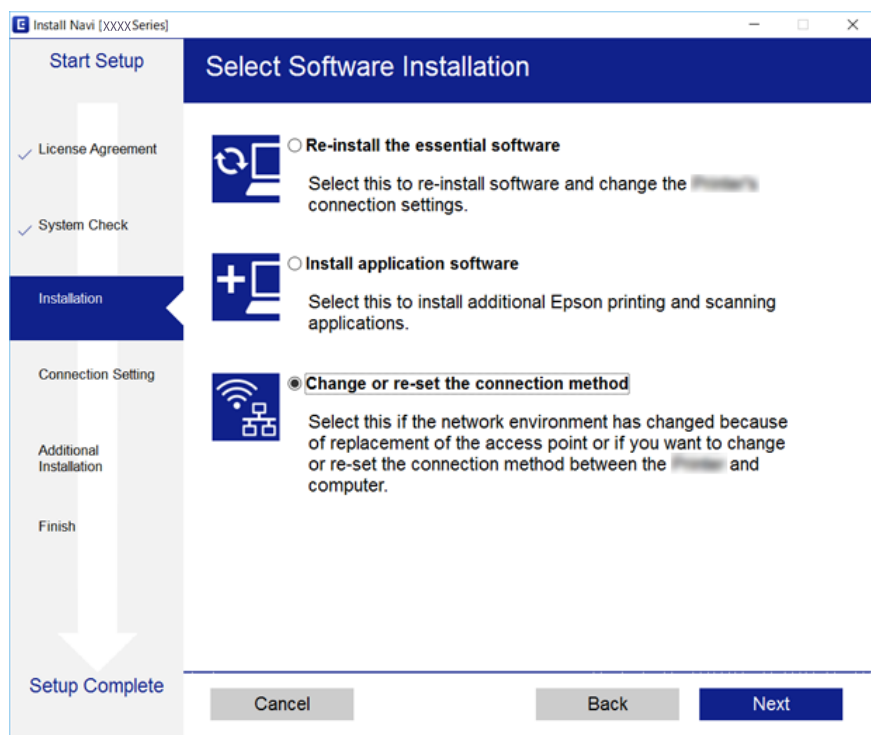 Install Navi [XXXX Series]
Start Setup
License Agreement
System Check
Installation
Connection Setting
Additional
Installation
Finish
Setup Complete
Select Software Installation
Re-install the essential software
Select this to re-install software and change the
connection settings.
Install application software
Select this to install additional Epson printing and scanning
applications.
Change or re-set the connection method
Select this if the network environment has changed because
of replacement of the access point or if you want to change
or re-set the connection method between the and
computer.
Cancel
Back
Next